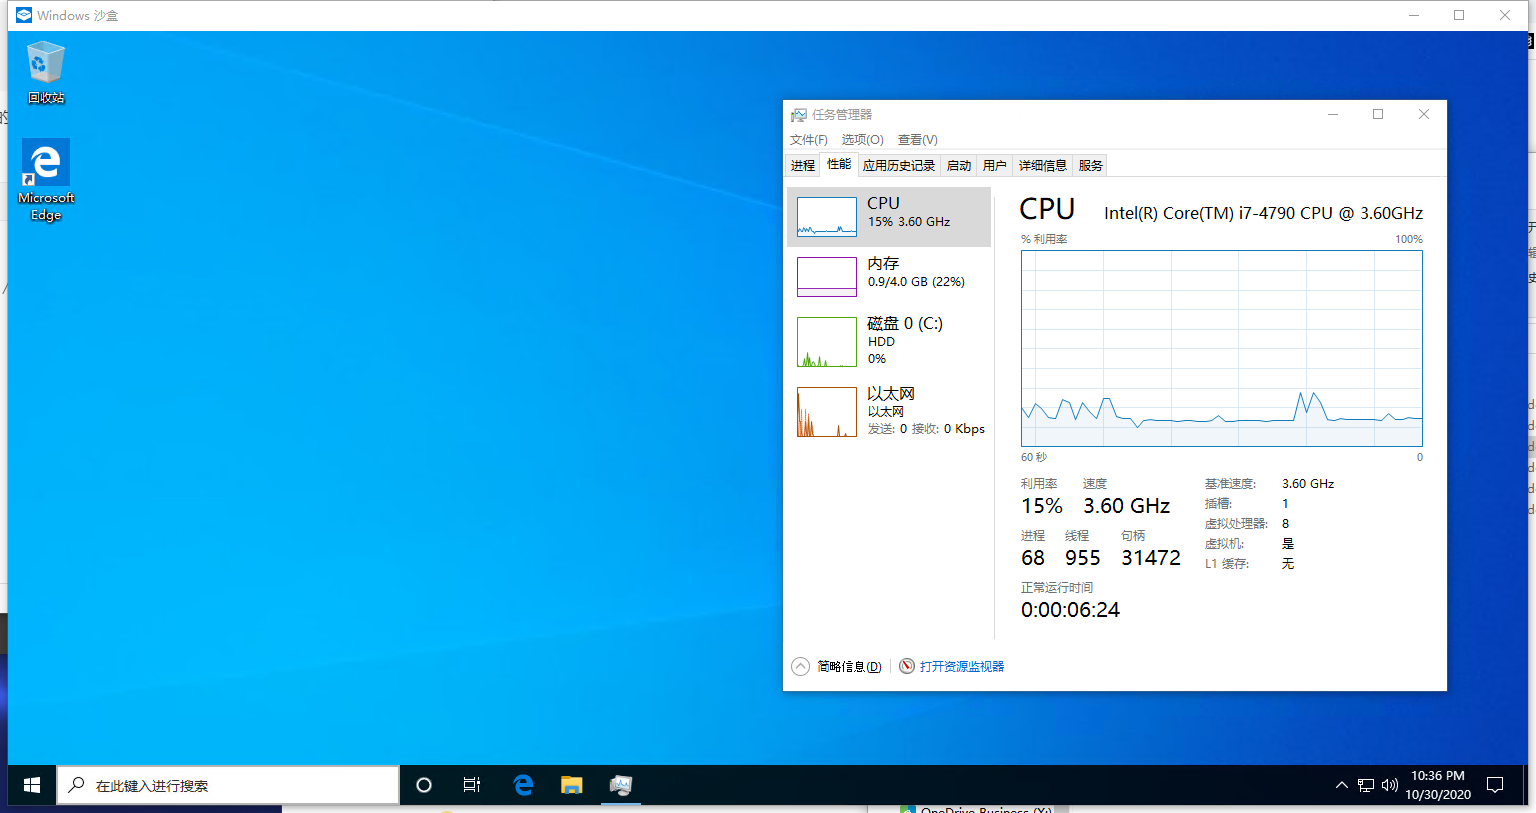 Windows 沙盒
回收站
Microsoft
Edge
任务管理器
文件(F) 选项(O) 查看(V)
进程 性能 应用历史记录 启动 用户 详细信息 服务
CPU
15% 3.60 GHz
内存
0.9/4.0 GB (22%)
磁盘 0 (C:)
HDD
0%
以太网
以太网
发送: 0 接收: 0 Kbps
CPU Intel(R) Core(TM) i7-4790 CPU @ 3.60GHz
% 利用率 100%
60 秒 0
利用率 速度
15% 3.60 GHz
进程 线程 句柄
68 955 31472
正常运行时间
0:00:06:24
基准速度: 3.60 GHz
插槽: 1
虚拟处理器: 8
虚拟机: 是
L1 缓存: 无
简略信息(D) 打开资源监视器
在此键入进行搜索
10:36 PM
10/30/2020
OneDrive Business (Y:)